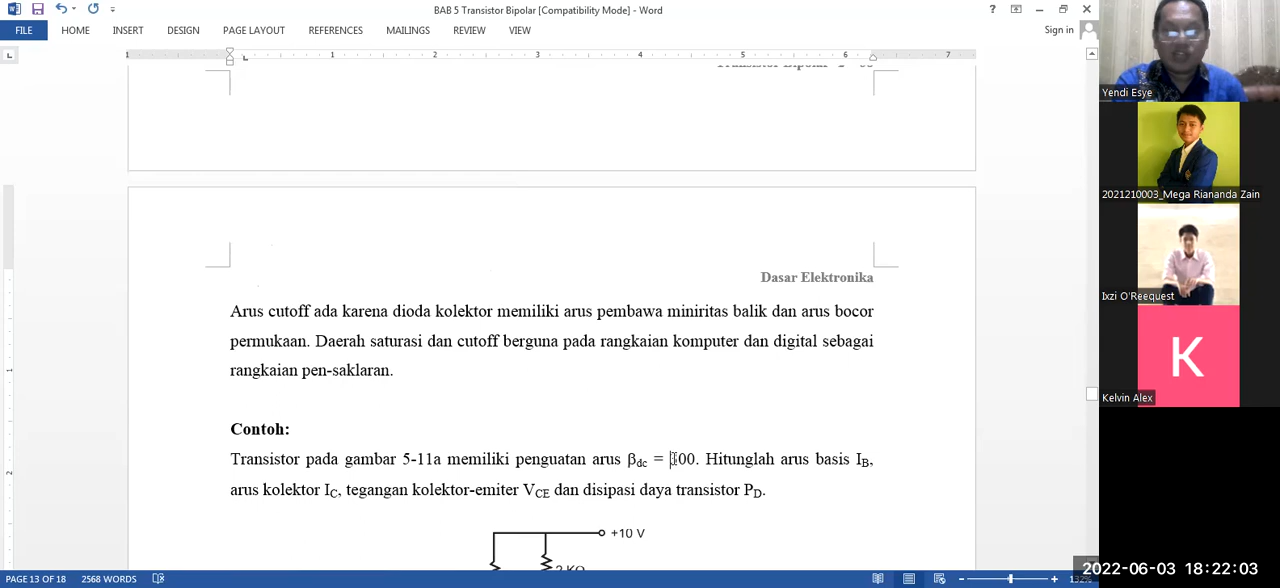 BAB 5 Transistor Bipolar [Compatibility Mode] - Word
FILE HOME INSERT DESIGN PAGE LAYOUT REFERENCES MAILINGS REVIEW VIEW
Sign in
Yendi Esye
2021210003_Mega Riananda Zain
Ixzi O'Reequest
K
Kelvin Alex
Dasar Elektronika
Arus cutoff ada karena dioda kolektor memiliki arus pembawa miniritas balik dan arus bocor
permukaan. Daerah saturasi dan cutoff berguna pada rangkaian komputer dan digital sebagai
rangkaian pen-saklaran.
Contoh:
Transistor pada gambar 5-11a memiliki penguatan arus βdc = 00. Hitunglah arus basis IB,
arus kolektor IC, tegangan kolektor-emiter VCE dan disipasi daya transistor PD.
+10 V
PAGE 13 OF 18 2568 WORDS
2022-06-03 18:22:03